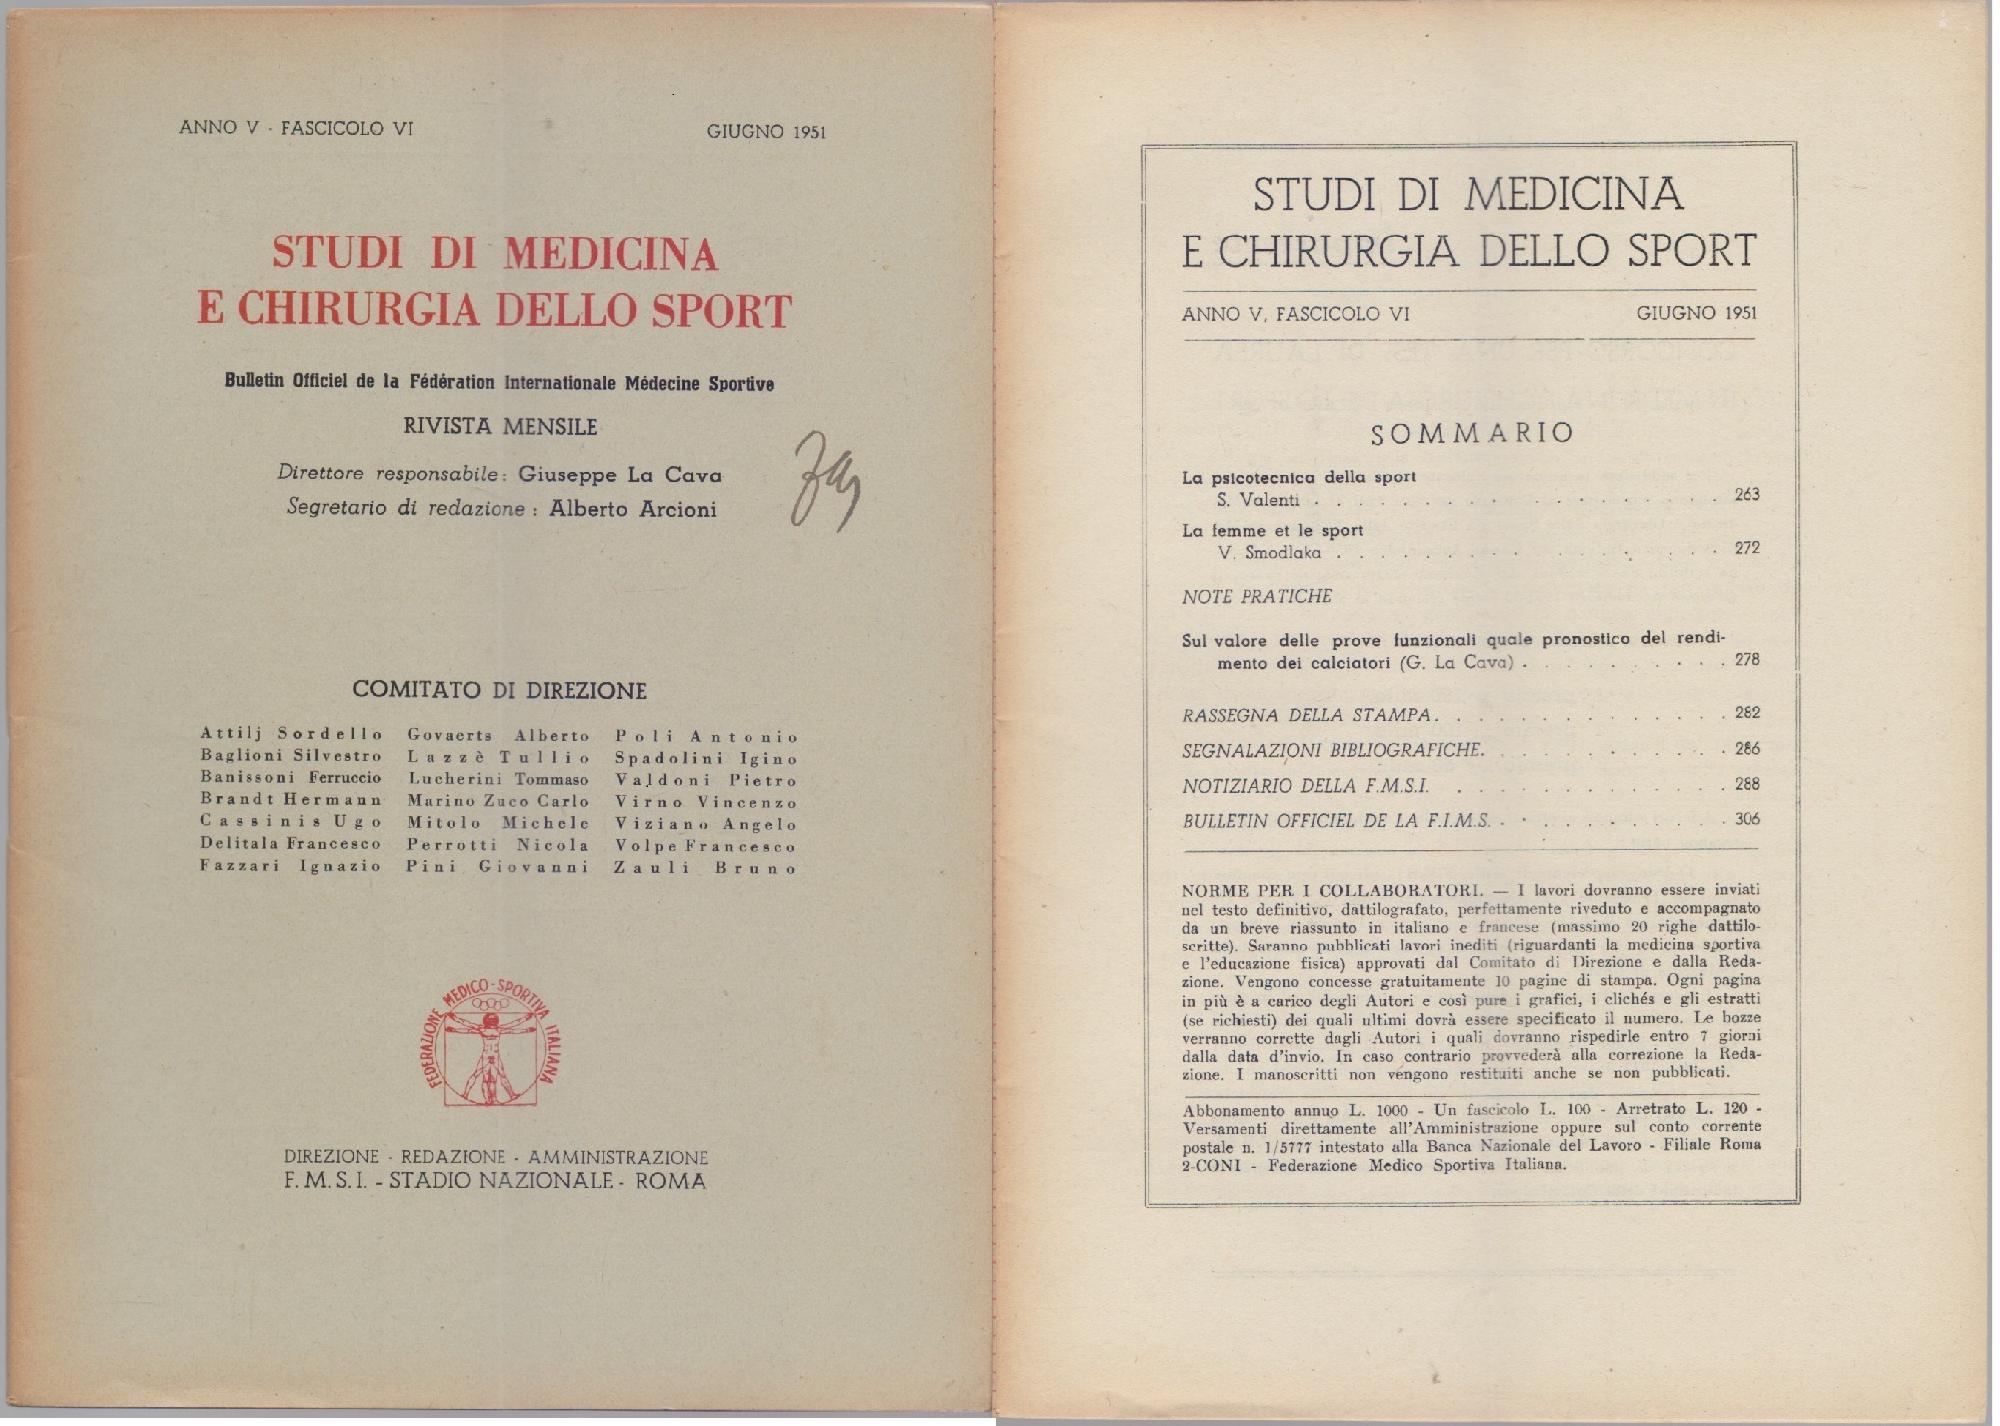 ANNO V - FASCICOLO VI GIUGNO 1951
STUDI DI MEDICINA
E CHIRURGIA DELLO SPORT
Bulletin Officiel de la Fédération Internationale Médecine Sportive
RIVISTA MENSILE
Direttore responsabile: Giuseppe La Cava
Segretario di redazione: Alberto Arcioni
COMITATO DI DIREZIONE
Attilj Sordello Govaerts Alberto Poli Antonio
Baglioni Silvestro Lazzè Tullio Spadolini Igino
Banissoni Ferruccio Lucherini Tommaso Valdoni Pietro
Brandt Hermann Marino Zuco Carlo Virno Vincenzo
Cassinis Ugo Mitolo Michele Viziano Angelo
Delitala Francesco Perrotti Nicola Volpe Francesco
Fazzari Ignazio Pini Giovanni Zauli Bruno
FEDERAZIONE MEDICO-SPORTIVA ITALIANA
DIREZIONE - REDAZIONE - AMMINISTRAZIONE
F.M.S.I. - STADIO NAZIONALE - ROMA
STUDI DI MEDICINA
E CHIRURGIA DELLO SPORT
ANNO V, FASCICOLO VI GIUGNO 1951
SOMMARIO
La psicotecnica della sport
S. Valenti . . . . . . . . . . . . . . . . . . 263
La femme et le sport
V. Smodlaka . . . . . . . . . . . . . . . . . 272
NOTE PRATICHE
Sul valore delle prove funzionali quale pronostico del rendi-
mento dei calciatori (G. La Cava) . . . . . . . . . . 278
RASSEGNA DELLA STAMPA. . . . . . . . . . . . . . 282
SEGNALAZIONI BIBLIOGRAFICHE. . . . . . . . . . . . 286
NOTIZIARIO DELLA F.M.S.I. . . . . . . . . . . . . . 288
BULLETIN OFFICIEL DE LA F.I.M.S. . . . . . . . . . . . 306
NORME PER I COLLABORATORI. — I lavori dovranno essere inviati
nel testo definitivo, dattilografato, perfettamente riveduto e accompagnato
da un breve riassunto in italiano e francese (massimo 20 righe dattilo-
scritte). Saranno pubblicati lavori inediti (riguardanti la medicina sportiva
e l'educazione fisica) approvati dal Comitato di Direzione e dalla Reda-
zione. Vengono concesse gratuitamente 10 pagine di stampa. Ogni pagina
in più è a carico degli Autori e così pure i grafici, i clichés e gli estratti
(se richiesti) dei quali ultimi dovrà essere specificato il numero. Le bozze
verranno corrette dagli Autori i quali dovranno rispedirle entro 7 giorni
dalla data d'invio. In caso contrario provvederà alla correzione la Reda-
zione. I manoscritti non vengono restituiti anche se non pubblicati.
Abbonamento annuo L. 1000 - Un fascicolo L. 100 - Arretrato L. 120 -
Versamenti direttamente all'Amministrazione oppure sul conto corrente
postale n. 1/5777 intestato alla Banca Nazionale del Lavoro - Filiale Roma
2-CONI - Federazione Medico Sportiva Italiana.